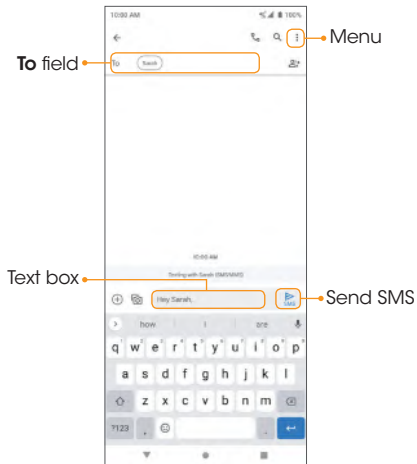 10:00 AM 100%
Menu
To field
To Sarah
10:00 AM
Texting with Sarah (SMS/MMS)
Text box
Hey Sarah,
SMS
Send SMS
how I are
q w e r t y u i o p
a s d f g h j k l
z x c v b n m
?123 , .